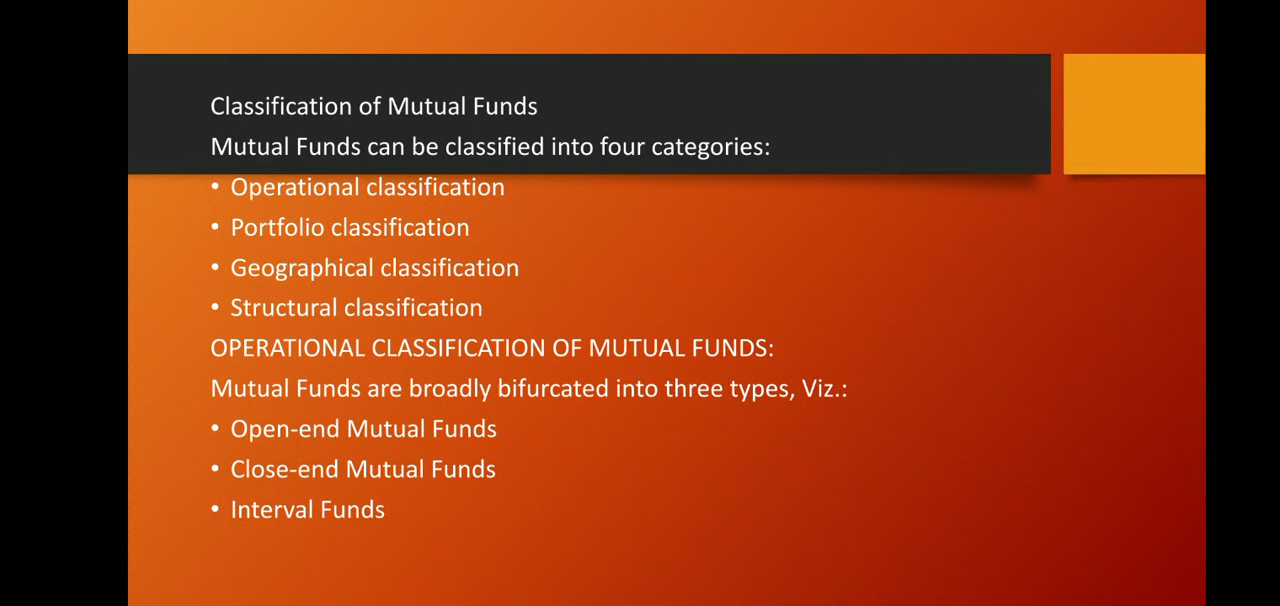 Classification of Mutual Funds
Mutual Funds can be classified into four categories:
• Operational classification
• Portfolio classification
• Geographical classification
• Structural classification
OPERATIONAL CLASSIFICATION OF MUTUAL FUNDS:
Mutual Funds are broadly bifurcated into three types, Viz.:
• Open-end Mutual Funds
• Close-end Mutual Funds
• Interval Funds